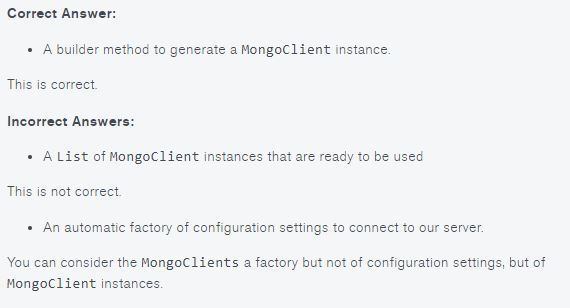 Correct Answer:
• A builder method to generate a MongoClient instance.
This is correct.
Incorrect Answers:
• A List of MongoClient instances that are ready to be used
This is not correct.
• An automatic factory of configuration settings to connect to our server.
You can consider the MongoClients a factory but not of configuration settings, but of
MongoClient instances.